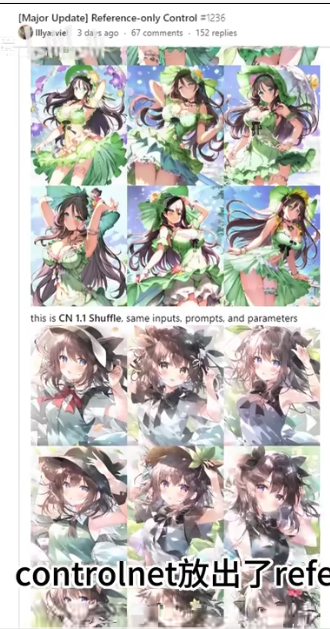 [Major Update] Reference-only Control #1236
3 days ago · 67 comments · 152 replies
this is CN 1.1 Shuffle. same inputs, prompts, and parameters
controlnet放出了refe